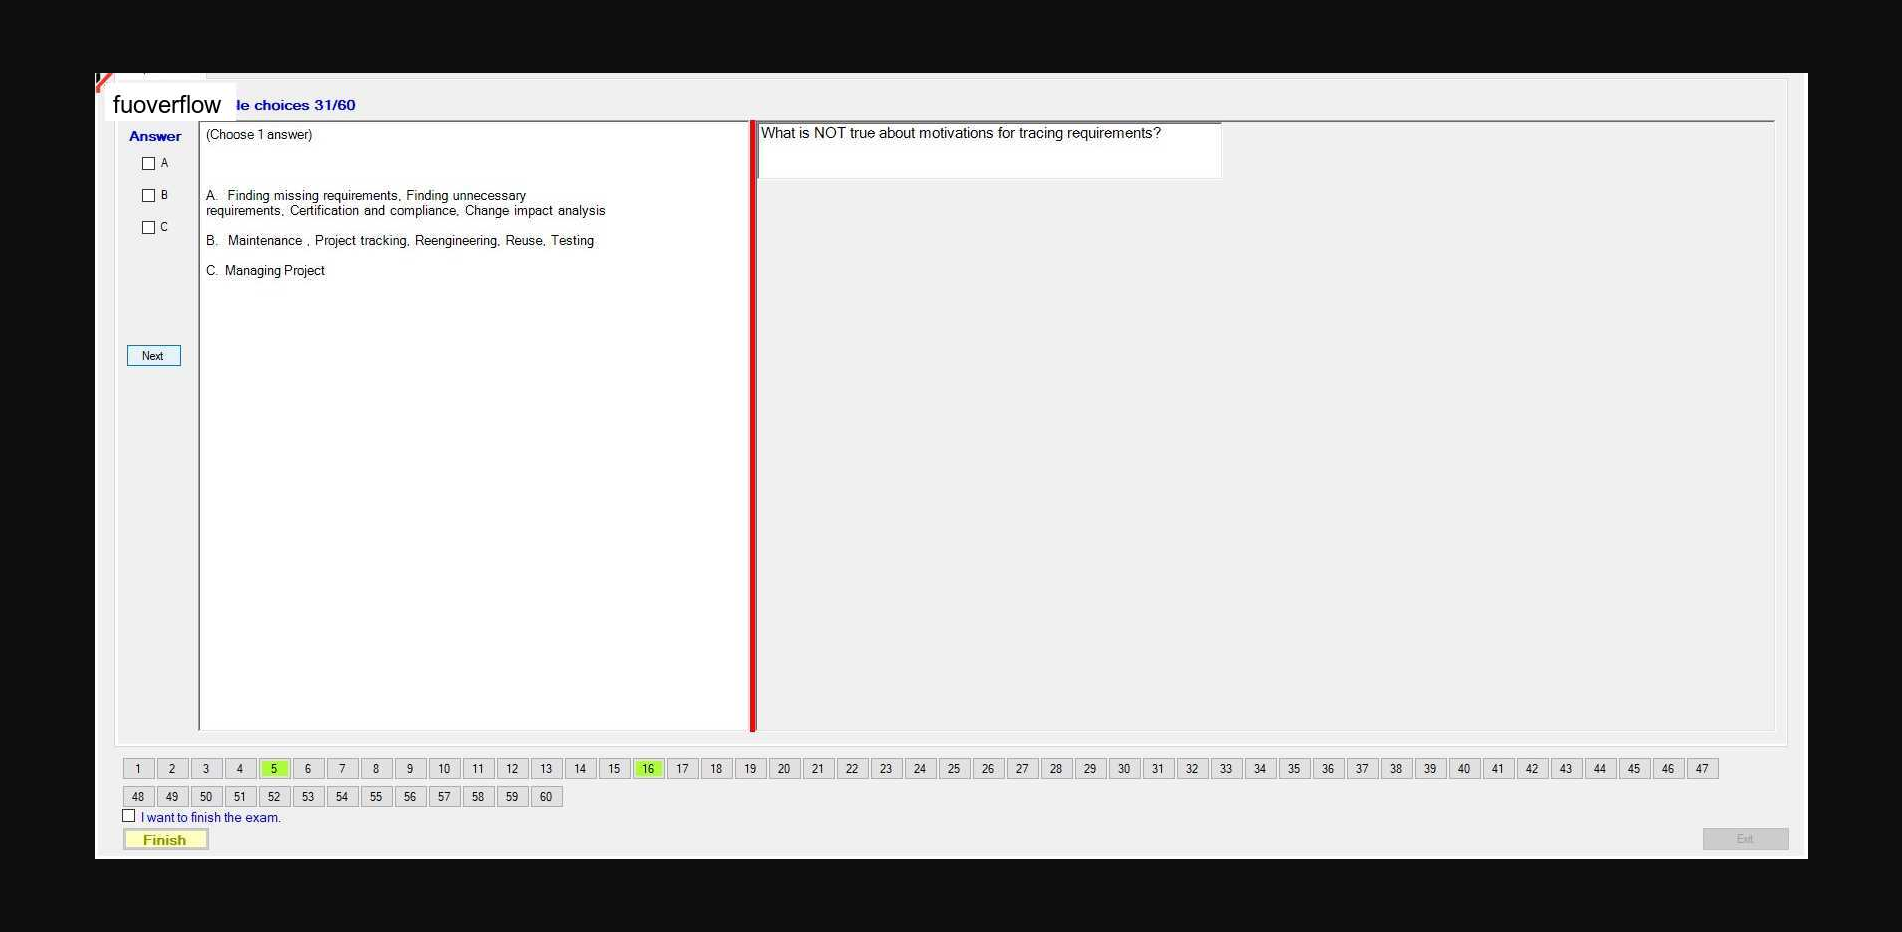 fuoverflow le choices 31/60
Answer
(Choose 1 answer)
What is NOT true about motivations for tracing requirements?
A
B
C
A. Finding missing requirements, Finding unnecessary
requirements, Certification and compliance, Change impact analysis
B. Maintenance , Project tracking, Reengineering, Reuse, Testing
C. Managing Project
Next
1 2 3 4 5 6 7 8 9 10 11 12 13 14 15 16 17 18 19 20 21 22 23 24 25 26 27 28 29 30 31 32 33 34 35 36 37 38 39 40 41 42 43 44 45 46 47
48 49 50 51 52 53 54 55 56 57 58 59 60
I want to finish the exam.
Finish
Exit